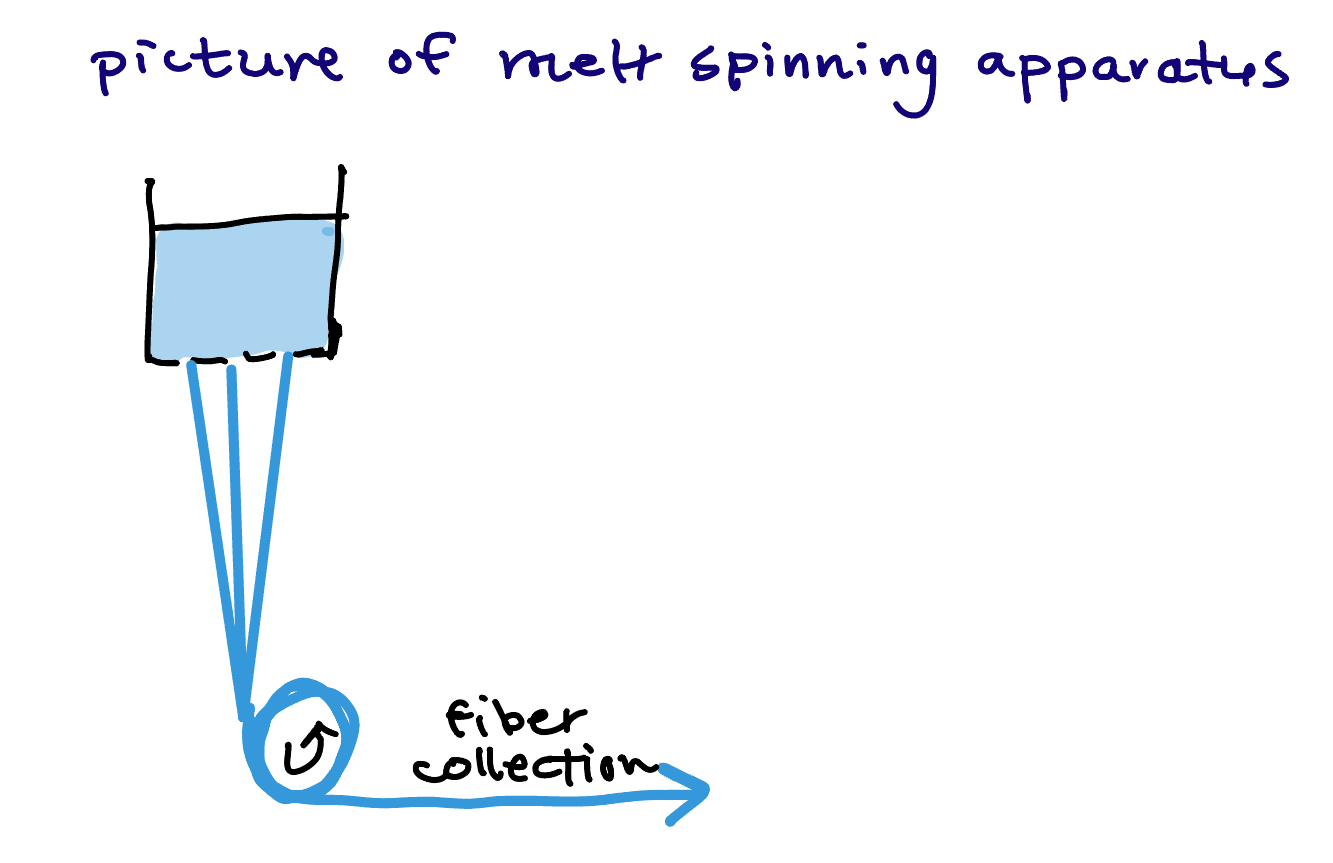 picture of melt spinning apparatus
fiber
collection